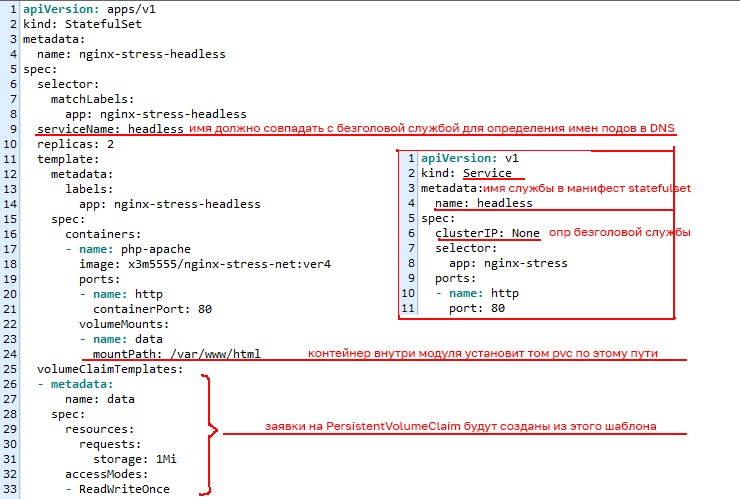 1 apiVersion: apps/v1
2 kind: StatefulSet
3 metadata:
4 name: nginx-stress-headless
5 spec:
6 selector:
7 matchLabels:
8 app: nginx-stress-headless
9 serviceName: headless имя должно совпадать с безголовой службой для определения имен подов в DNS
10 replicas: 2
11 template:
12 metadata:
13 labels:
14 app: nginx-stress-headless
15 spec:
16 containers:
17 - name: php-apache
18 image: x3m5555/nginx-stress-net:ver4
19 ports:
20 - name: http
21 containerPort: 80
22 volumeMounts:
23 - name: data
24 mountPath: /var/www/html контейнер внутри модуля установит том pvc по этому пути
25 volumeClaimTemplates:
26 - metadata:
27 name: data
28 spec:
29 resources:
30 requests:
31 storage: 1Mi
32 accessModes:
33 - ReadWriteOnce
заявки на PersistentVolumeClaim будут созданы из этого шаблона
1 apiVersion: v1
2 kind: Service
3 metadata: имя службы в манифест statefulset
4 name: headless
5 spec:
6 clusterIP: None опр безголовой службы
7 selector:
8 app: nginx-stress
9 ports:
10 - name: http
11 port: 80